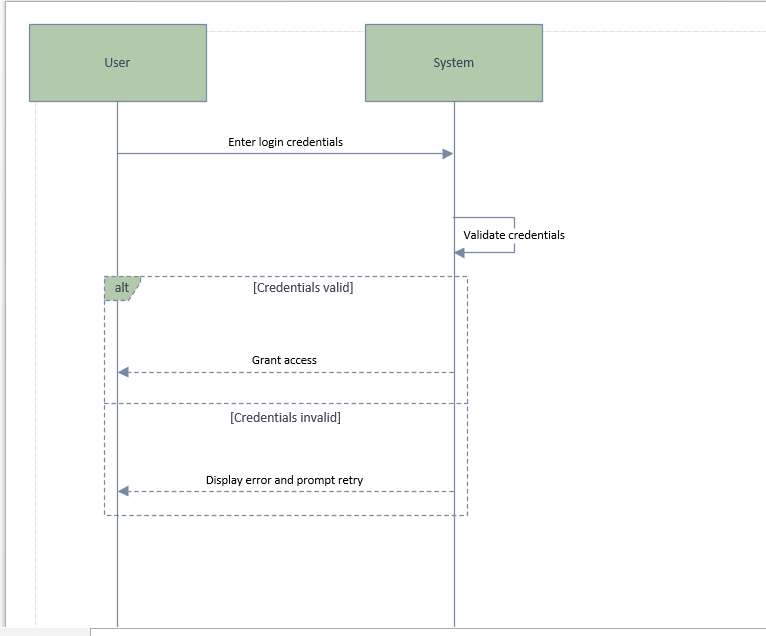 User
System
Enter login credentials
Validate credentials
alt
[Credentials valid]
Grant access
[Credentials invalid]
Display error and prompt retry